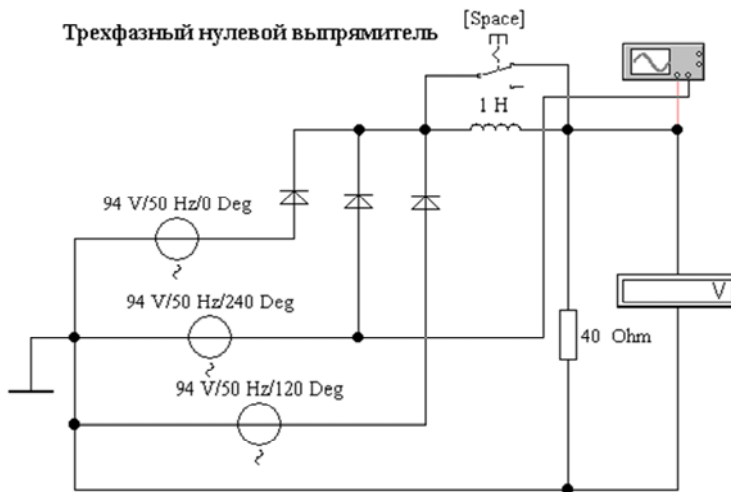 Трехфазный нулевой выпрямитель
[Space]
1 H
94 V/50 Hz/0 Deg
94 V/50 Hz/240 Deg
V
40 Ohm
94 V/50 Hz/120 Deg